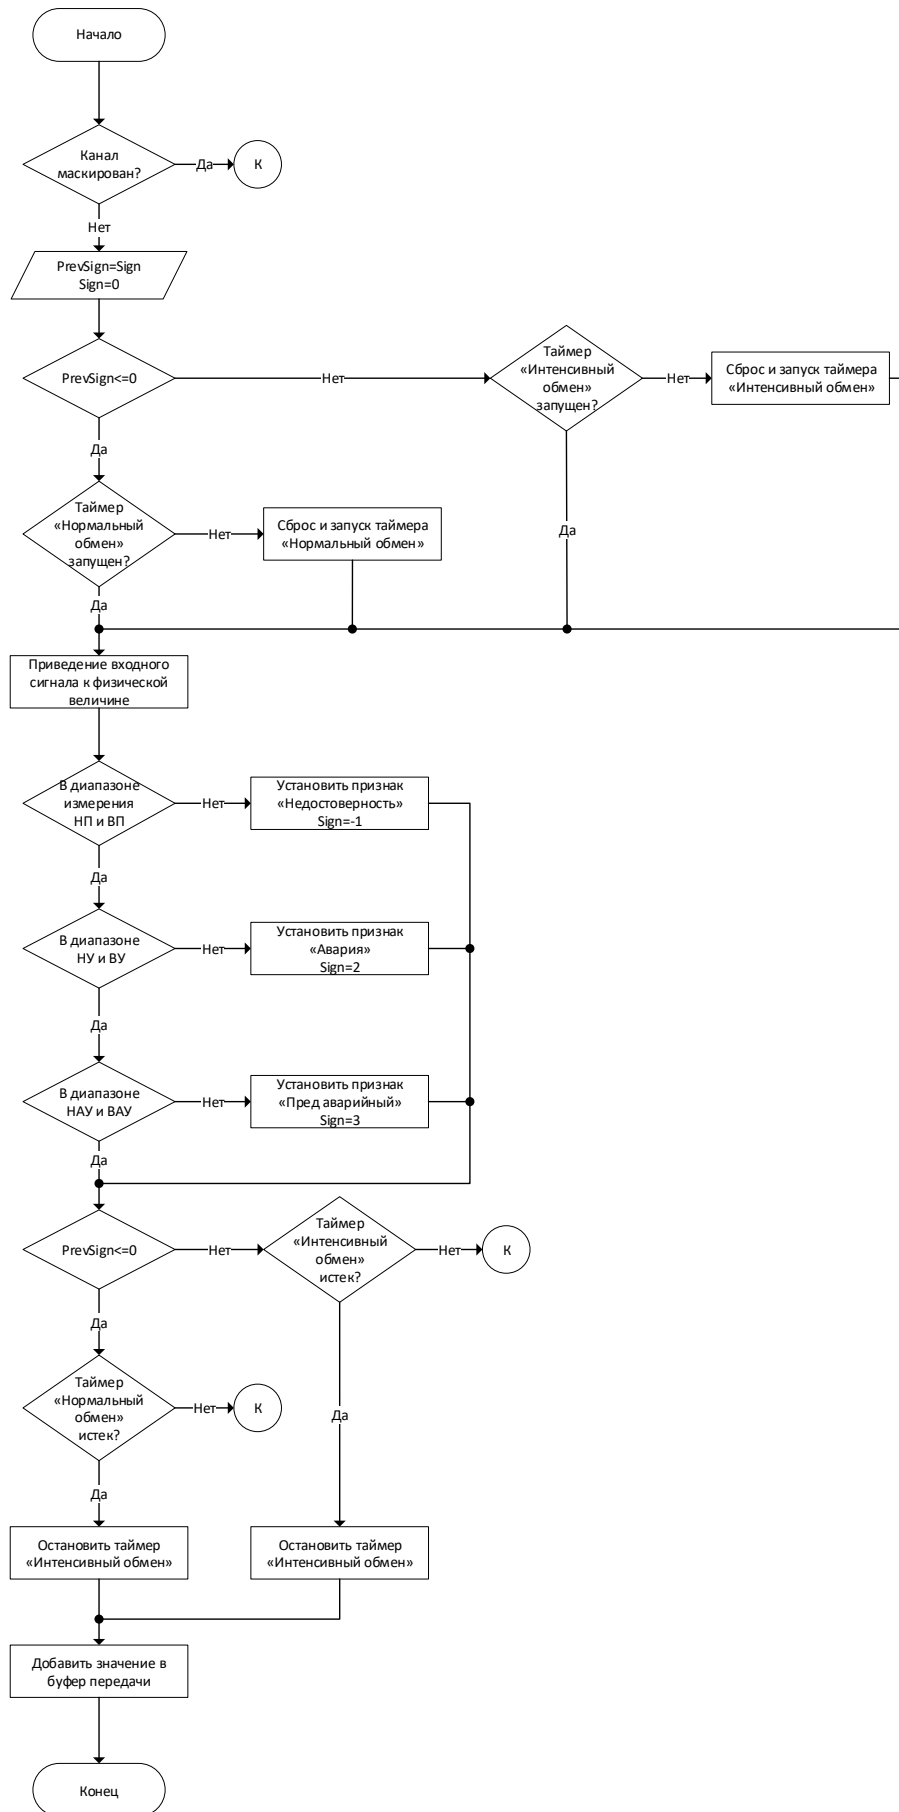 Начало
Канал
маскирован?
Да
К
Нет
PrevSign=Sign
Sign=0
PrevSign<=0
Нет
Таймер
«Интенсивный
обмен»
запущен?
Нет
Сброс и запуск таймера
«Интенсивный обмен»
Да
Таймер
«Нормальный
обмен»
запущен?
Нет
Сброс и запуск таймера
«Нормальный обмен»
Да
Да
Приведение входного
сигнала к физической
величине
В диапазоне
измерения
НП и ВП
Нет
Установить признак
«Недостоверность»
Sign=-1
Да
В диапазоне
НУ и ВУ
Нет
Установить признак
«Авария»
Sign=2
Да
В диапазоне
НАУ и ВАУ
Нет
Установить признак
«Пред аварийный»
Sign=3
Да
PrevSign<=0
Нет
Таймер
«Интенсивный
обмен»
истек?
Нет
К
Да
Таймер
«Нормальный
обмен»
истек?
Нет
К
Да
Да
Остановить таймер
«Интенсивный обмен»
Остановить таймер
«Интенсивный обмен»
Добавить значение в
буфер передачи
Конец